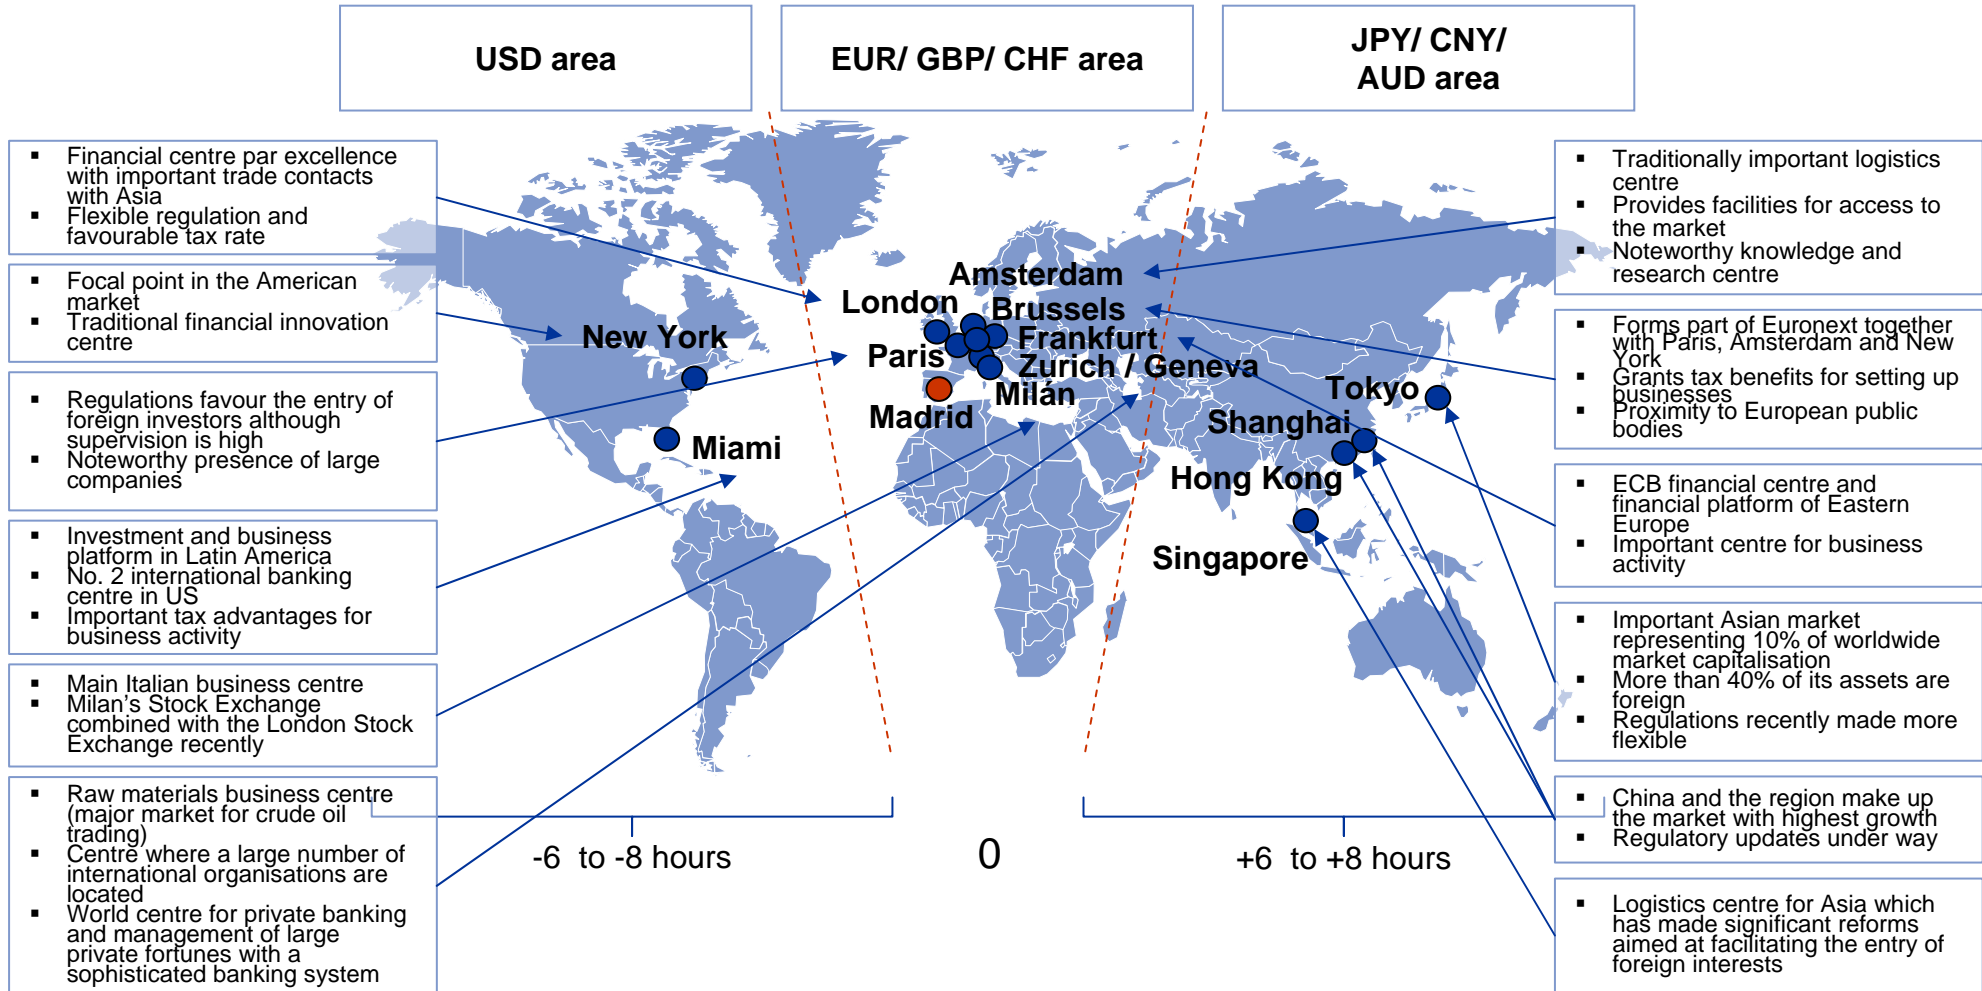 USD area
EUR/ GBP/ CHF area
JPY/ CNY/
AUD area
▪ Financial centre par excellence
with important trade contacts
with Asia
▪ Flexible regulation and
favourable tax rate
▪ Focal point in the American
market
▪ Traditional financial innovation
centre
▪ Regulations favour the entry of
foreign investors although
supervision is high
▪ Noteworthy presence of large
companies
▪ Investment and business
platform in Latin America
▪ No. 2 international banking
centre in US
▪ Important tax advantages for
business activity
▪ Main Italian business centre
▪ Milan’s Stock Exchange
combined with the London Stock
Exchange recently
▪ Raw materials business centre
(major market for crude oil
trading)
▪ Centre where a large number of
international organisations are
located
▪ World centre for private banking
and management of large
private fortunes with a
sophisticated banking system
Amsterdam
London
Brussels
New York
Frankfurt
Paris
Zurich / Geneva
Milán
Madrid
Miami
Tokyo
Shanghai
Hong Kong
Singapore
-6 to -8 hours
0
+6 to +8 hours
▪ Traditionally important logistics
centre
▪ Provides facilities for access to
the market
▪ Noteworthy knowledge and
research centre
▪ Forms part of Euronext together
with Paris, Amsterdam and New
York
▪ Grants tax benefits for setting up
businesses
▪ Proximity to European public
bodies
▪ ECB financial centre and
financial platform of Eastern
Europe
▪ Important centre for business
activity
▪ Important Asian market
representing 10% of worldwide
market capitalisation
▪ More than 40% of its assets are
foreign
▪ Regulations recently made more
flexible
▪ China and the region make up
the market with highest growth
▪ Regulatory updates under way
▪ Logistics centre for Asia which
has made significant reforms
aimed at facilitating the entry of
foreign interests